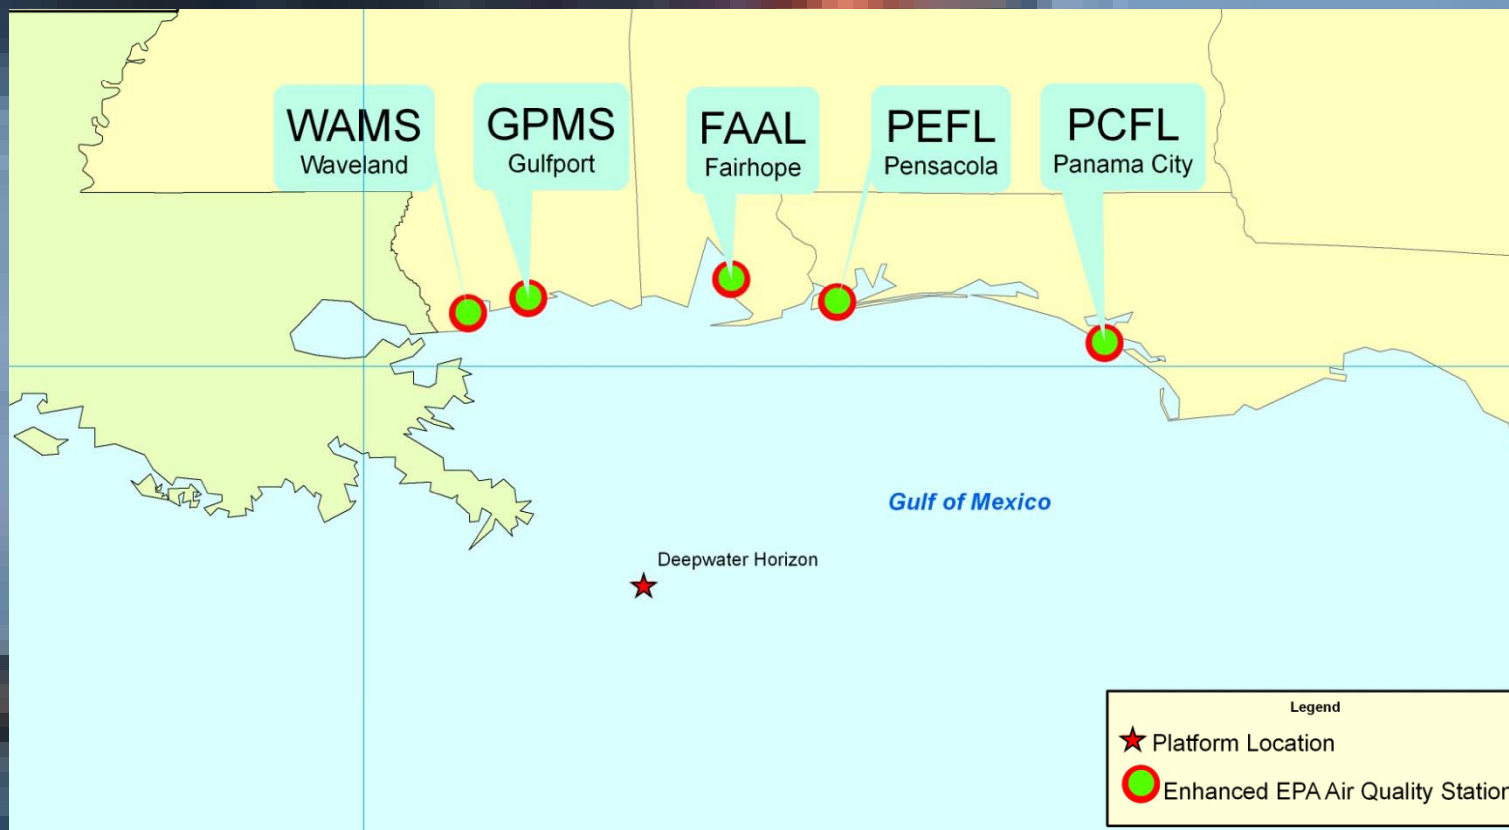 WAMS
Waveland
GPMS
Gulfport
FAAL
Fairhope
PEFL
Pensacola
PCFL
Panama City
Gulf of Mexico
Deepwater Horizon
Legend
Platform Location
Enhanced EPA Air Quality Station